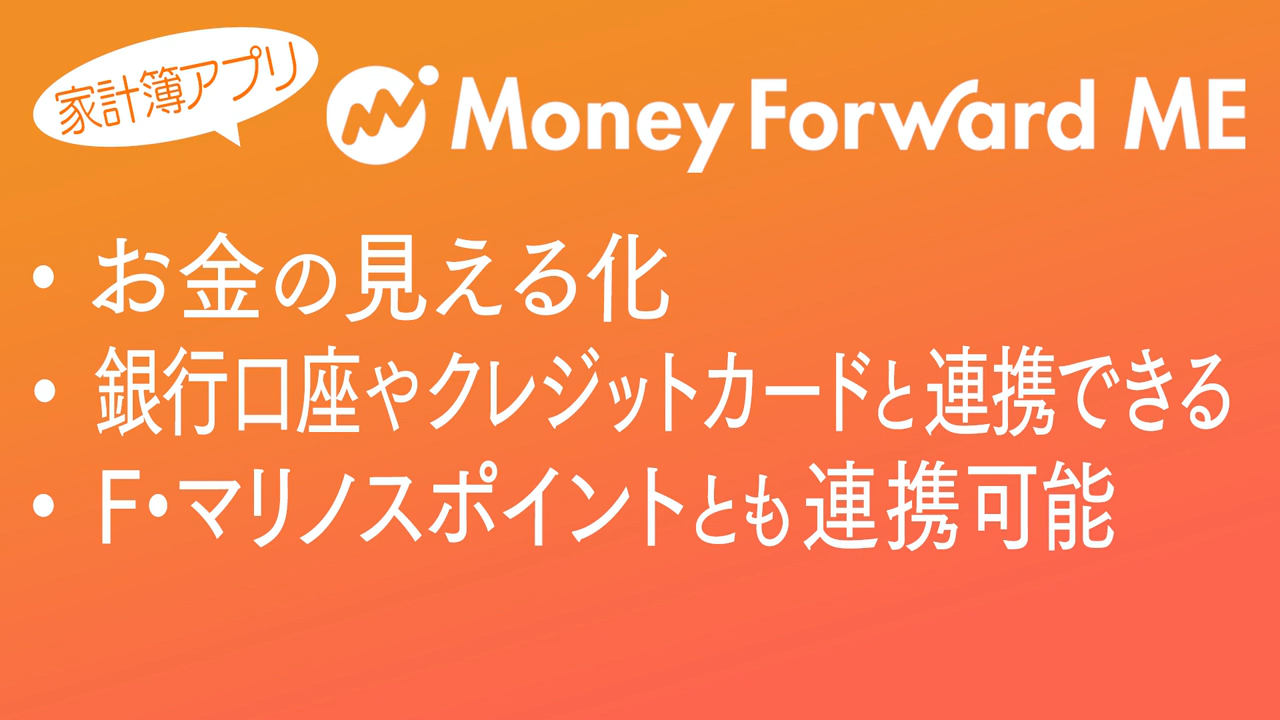 家計簿アプリ
Money Forward ME
・お金の見える化
・銀行口座やクレジットカードと連携できる
・F・マリノスポイントとも連携可能